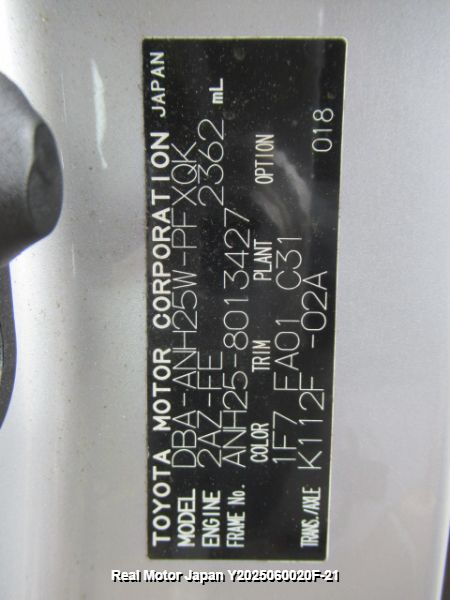 TOYOTA MOTOR CORPORATION JAPAN
MODEL DBA-ANH25W-PFXQK
ENGINE 2AZ-FE 2362 mL
FRAME No. ANH25-8013427
COLOR TRIM PLANT OPTION
1F7 FA01 C31
TRANS./AXLE K112F -02A 018
Real Motor Japan Y2025060020F-21